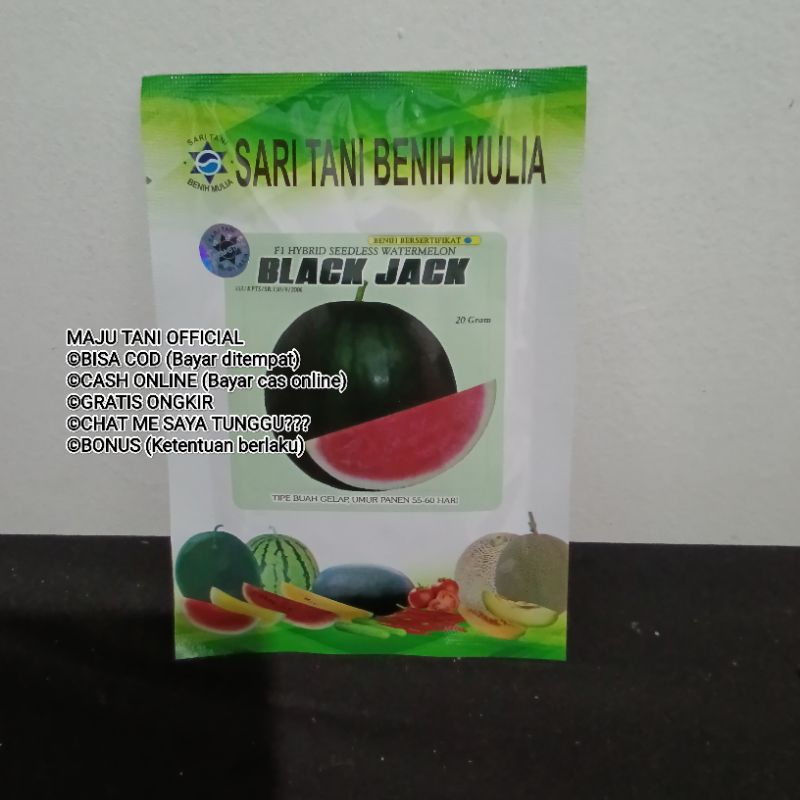 SARI TANI
BENIH MULIA
SARI TANI BENIH MULIA
BENIH BERSERTIFIKAT
F1 HYBRID SEEDLESS WATERMELON
BLACK JACK
20 Gram
MAJU TANI OFFICIAL
©BISA COD (Bayar ditempat)
©CASH ONLINE (Bayar cas online)
©GRATIS ONGKIR
©CHAT ME SAYA TUNGGU???
©BONUS (Ketentuan berlaku)
TIPE BUAH GELAP, UMUR PANEN 55-60 HARI